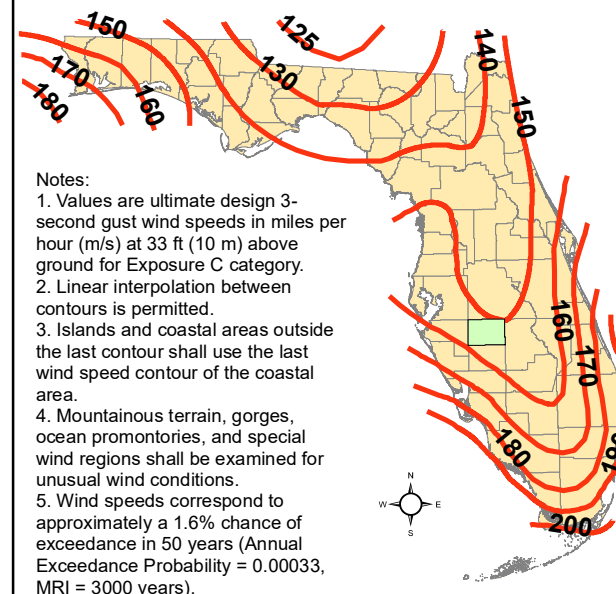 150
125
140
170
130
180
160
150
Notes:
1. Values are ultimate design 3-
second gust wind speeds in miles per
hour (m/s) at 33 ft (10 m) above
ground for Exposure C category.
2. Linear interpolation between
contours is permitted.
3. Islands and coastal areas outside
the last contour shall use the last
wind speed contour of the coastal
area.
4. Mountainous terrain, gorges,
ocean promontories, and special
wind regions shall be examined for
unusual wind conditions.
5. Wind speeds correspond to
approximately a 1.6% chance of
exceedance in 50 years (Annual
Exceedance Probability = 0.00033,
MRI = 3000 years).
160
170
180
200
N
W
E
S